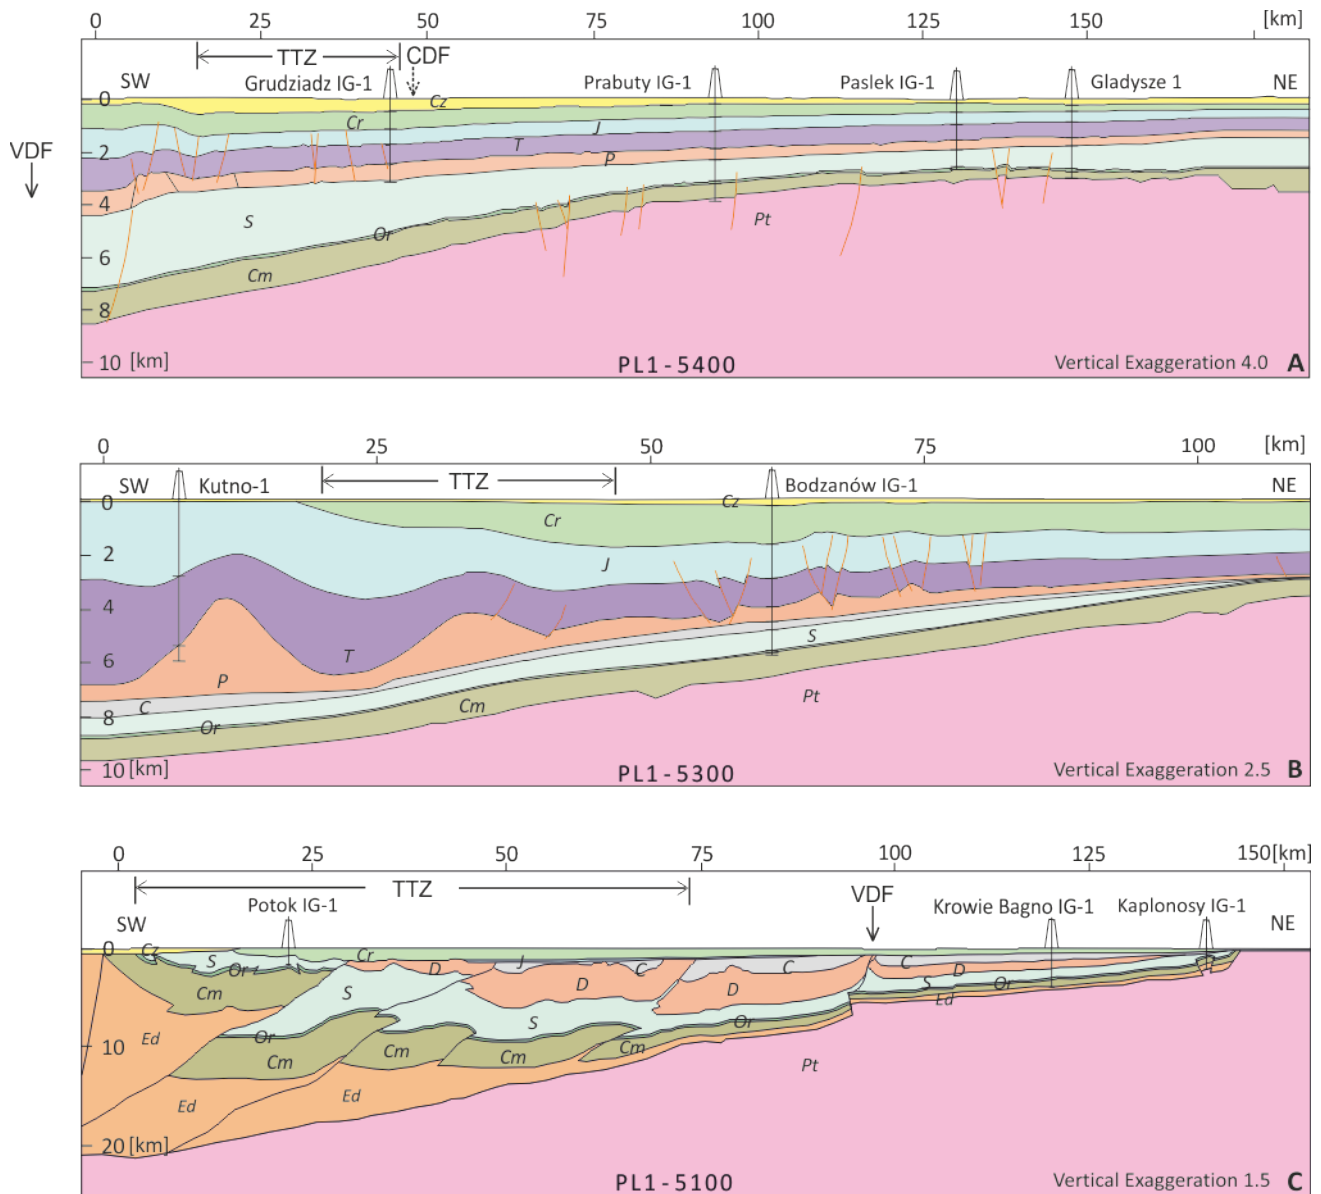 0 25 50 75 100 125 150 [km]
TTZ CDF
SW Grudziadz IG-1 Prabuty IG-1 Paslek IG-1 Gladysze 1 NE
0
Cz
Cr
J
T
VDF
2
P
4
S
Or
Pt
6
Cm
8
10 [km] PL1-5400 Vertical Exaggeration 4.0 A
0 25 50 75 100 [km]
SW Kutno-1 TTZ Bodzanów IG-1 NE
0
Cz
Cr
2
J
4
S
6
T
P
Pt
C
Cm
8
Or
10 [km] PL1-5300 Vertical Exaggeration 2.5 B
0 25 50 75 100 125 150 [km]
TTZ VDF
Potok IG-1 Krowie Bagno IG-1 Kaplonosy IG-1
SW NE
0
Cz
S Cr J C
Or D C D
Cm S D D S Or
Ed
S Or
Ed Or
10
Cm Cm Cm Cm
Pt
Ed Ed
20 [km]
PL1-5100 Vertical Exaggeration 1.5 C